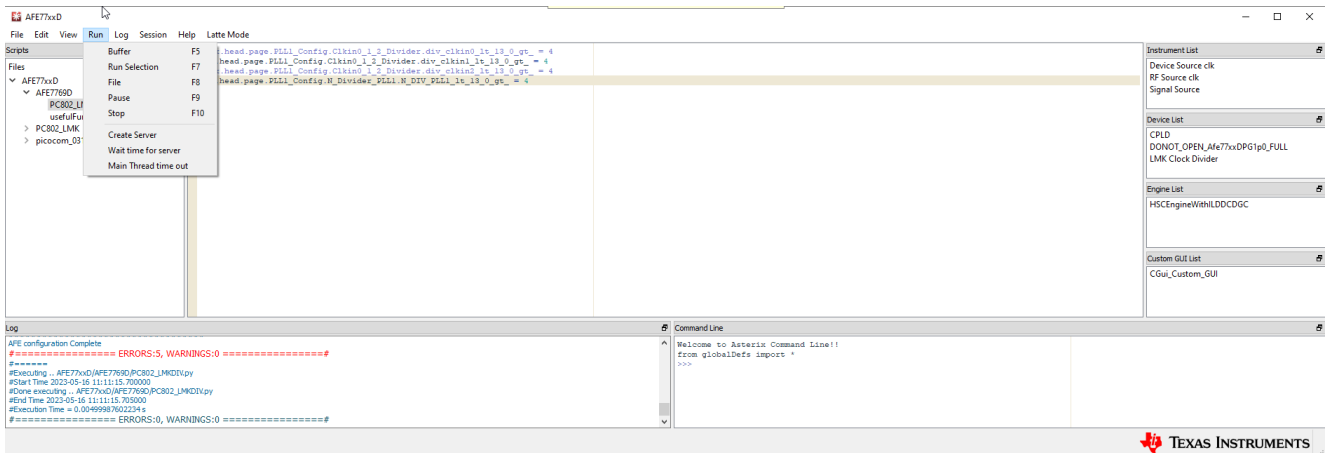 AFE77xxD
File Edit View Run Log Session Help Latte Mode
Scripts
Files
AFE77xxD
AFE7769D
PC802_LM
usefulFu
PC802_LMK
picocom_031
Buffer F5
Run Selection F7
File F8
Pause F9
Stop F10
Create Server
Wait time for server
Main Thread time out
.head.page.PLL1_Config.Clkin0_1_2_Divider.div_clkin0_lt_13_0_gt_ = 4
head.page.PLL1_Config.Clkin0_1_2_Divider.div_clkin1_lt_13_0_gt_ = 4
.head.page.PLL1_Config.Clkin0_1_2_Divider.div_clkin2_lt_13_0_gt_ = 4
head.page.PLL1_Config.N_Divider_PLL1.N_DIV_PLL1_lt_13_0_gt_ = 4
Instrument List
Device Source clk
RF Source clk
Signal Source
Device List
CPLD
DONOT_OPEN_Afe77xxDPG1p0_FULL
LMK Clock Divider
Engine List
HSCEngineWithILDDCDGC
Custom GUI List
CGui_Custom_GUI
Log
AFE configuration Complete
#================ ERRORS:5, WARNINGS:0 ================#
#======
#Executing .. AFE77xxD/AFE7769D/PC802_LMKDIV.py
#Start Time 2023-05-16 11:11:15.700000
#Done executing .. AFE77xxD/AFE7769D/PC802_LMKDIV.py
#End Time 2023-05-16 11:11:15.705000
#Execution Time = 0.00499987602234 s
#================ ERRORS:0, WARNINGS:0 ================#
Command Line
Welcome to Asterix Command Line!!
from globalDefs import *
>>>
TEXAS INSTRUMENTS